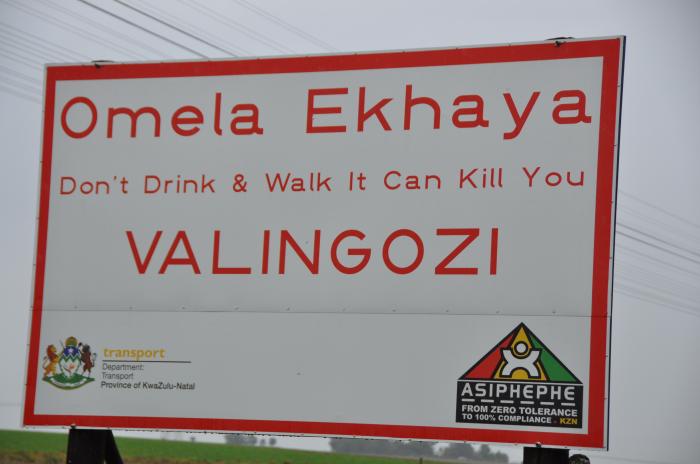 Omela Ekhaya
Don't Drink & Walk It Can Kill You
VALINGOZI
transport
Department:
Transport
Province of KwaZulu-Natal
ASIPHEPHE
FROM ZERO TOLERANCE
TO 100% COMPLIANCE - KZN